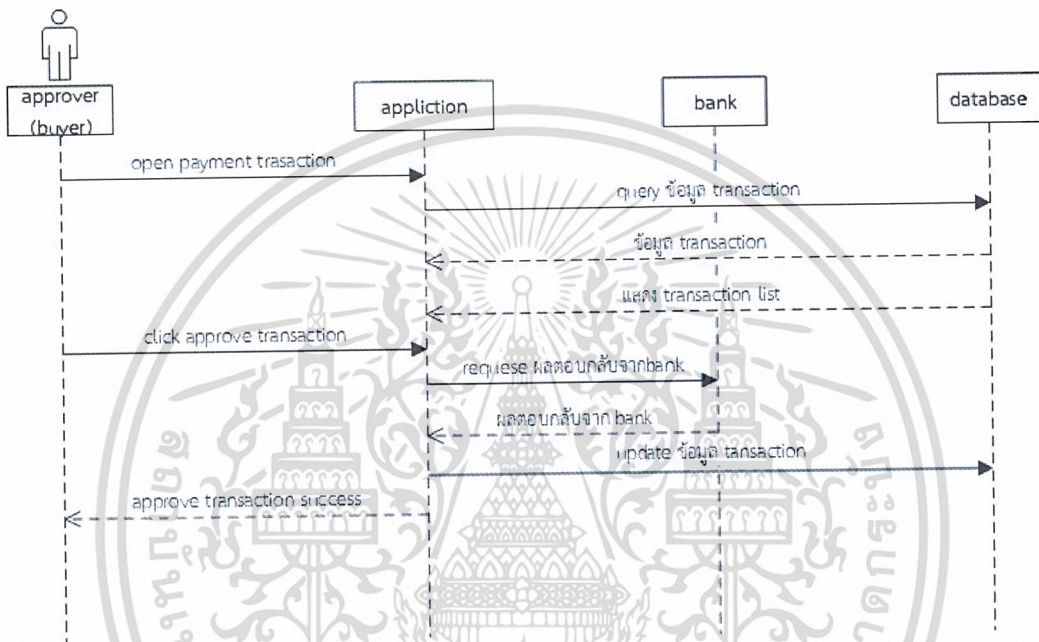 approver
(buyer)
appliction
bank
database
open payment trasaction
query ข้อมูล transaction
ข้อมูล transaction
แสดง transaction list
click approve transaction
requese ผลตอบกลับจากbank
ผลตอบกลับจาก bank
update ข้อมูล tansaction
approve transaction success